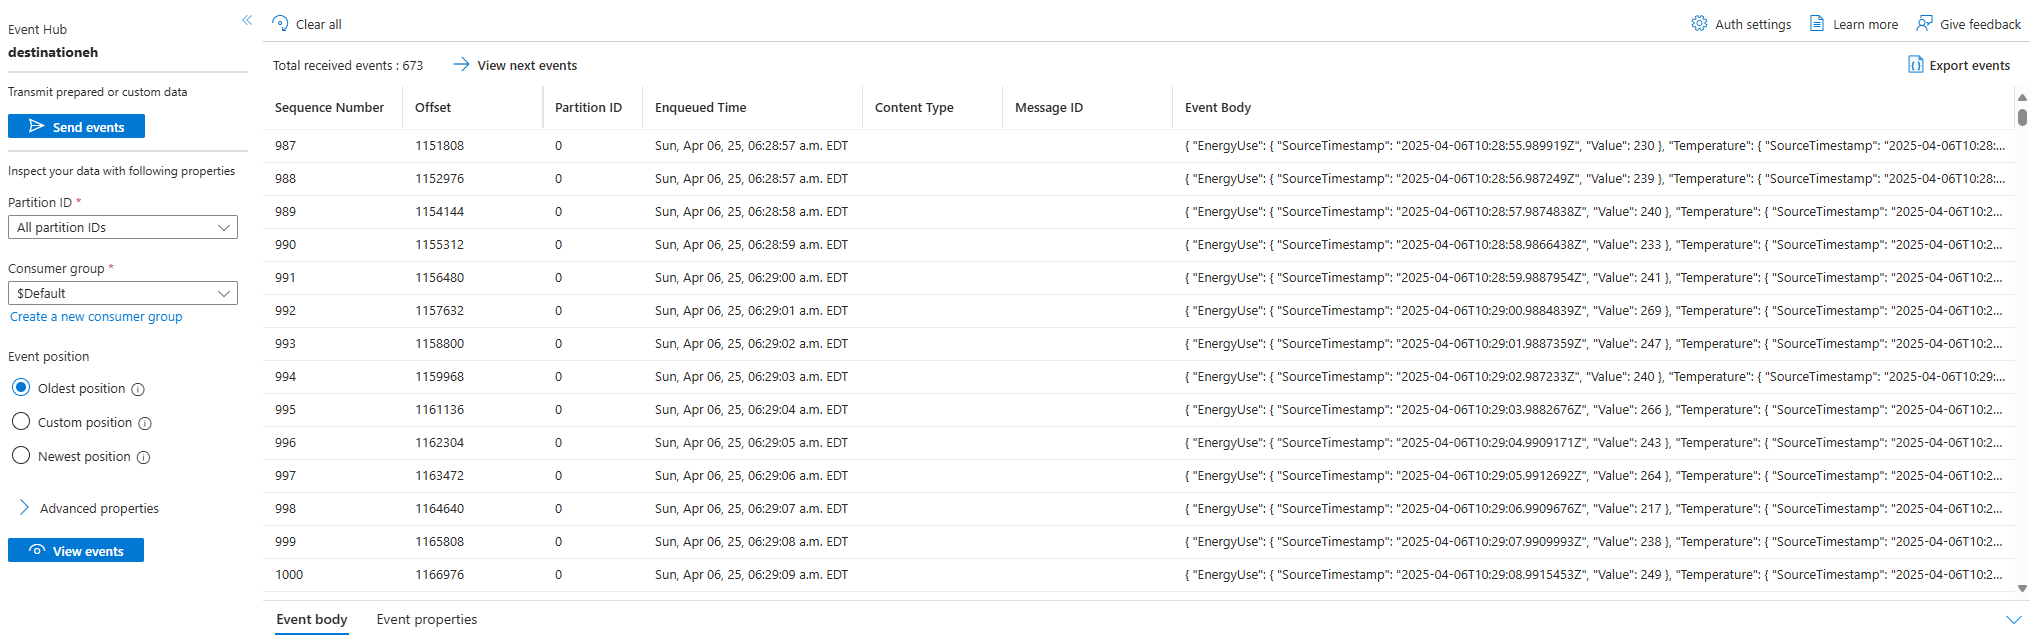 Event Hub
destinationeh
Transmit prepared or custom data
Send events
Inspect your data with following properties
Partition ID *
All partition IDs
Consumer group *
$Default
Create a new consumer group
Event position
Oldest position
Custom position
Newest position
Advanced properties
View events
Clear all
Auth settings
Learn more
Give feedback
Total received events : 673
View next events
Export events
Sequence Number Offset Partition ID Enqueued Time Content Type Message ID Event Body
987 1151808 0 Sun, Apr 06, 25, 06:28:57 a.m. EDT { "EnergyUse": { "SourceTimestamp": "2025-04-06T10:28:55.989919Z", "Value": 230 }, "Temperature": { "SourceTimestamp": "2025-04-06T10:28:...
988 1152976 0 Sun, Apr 06, 25, 06:28:57 a.m. EDT { "EnergyUse": { "SourceTimestamp": "2025-04-06T10:28:56.987249Z", "Value": 239 }, "Temperature": { "SourceTimestamp": "2025-04-06T10:28:...
989 1154144 0 Sun, Apr 06, 25, 06:28:58 a.m. EDT { "EnergyUse": { "SourceTimestamp": "2025-04-06T10:28:57.9874838Z", "Value": 240 }, "Temperature": { "SourceTimestamp": "2025-04-06T10:2...
990 1155312 0 Sun, Apr 06, 25, 06:28:59 a.m. EDT { "EnergyUse": { "SourceTimestamp": "2025-04-06T10:28:58.9866438Z", "Value": 233 }, "Temperature": { "SourceTimestamp": "2025-04-06T10:2...
991 1156480 0 Sun, Apr 06, 25, 06:29:00 a.m. EDT { "EnergyUse": { "SourceTimestamp": "2025-04-06T10:28:59.9887954Z", "Value": 241 }, "Temperature": { "SourceTimestamp": "2025-04-06T10:2...
992 1157632 0 Sun, Apr 06, 25, 06:29:01 a.m. EDT { "EnergyUse": { "SourceTimestamp": "2025-04-06T10:29:00.9884839Z", "Value": 269 }, "Temperature": { "SourceTimestamp": "2025-04-06T10:2...
993 1158800 0 Sun, Apr 06, 25, 06:29:02 a.m. EDT { "EnergyUse": { "SourceTimestamp": "2025-04-06T10:29:01.9887359Z", "Value": 247 }, "Temperature": { "SourceTimestamp": "2025-04-06T10:2...
994 1159968 0 Sun, Apr 06, 25, 06:29:03 a.m. EDT { "EnergyUse": { "SourceTimestamp": "2025-04-06T10:29:02.987233Z", "Value": 240 }, "Temperature": { "SourceTimestamp": "2025-04-06T10:29:...
995 1161136 0 Sun, Apr 06, 25, 06:29:04 a.m. EDT { "EnergyUse": { "SourceTimestamp": "2025-04-06T10:29:03.9882676Z", "Value": 266 }, "Temperature": { "SourceTimestamp": "2025-04-06T10:2...
996 1162304 0 Sun, Apr 06, 25, 06:29:05 a.m. EDT { "EnergyUse": { "SourceTimestamp": "2025-04-06T10:29:04.9909171Z", "Value": 243 }, "Temperature": { "SourceTimestamp": "2025-04-06T10:2...
997 1163472 0 Sun, Apr 06, 25, 06:29:06 a.m. EDT { "EnergyUse": { "SourceTimestamp": "2025-04-06T10:29:05.9912692Z", "Value": 264 }, "Temperature": { "SourceTimestamp": "2025-04-06T10:2...
998 1164640 0 Sun, Apr 06, 25, 06:29:07 a.m. EDT { "EnergyUse": { "SourceTimestamp": "2025-04-06T10:29:06.9909676Z", "Value": 217 }, "Temperature": { "SourceTimestamp": "2025-04-06T10:2...
999 1165808 0 Sun, Apr 06, 25, 06:29:08 a.m. EDT { "EnergyUse": { "SourceTimestamp": "2025-04-06T10:29:07.9909993Z", "Value": 238 }, "Temperature": { "SourceTimestamp": "2025-04-06T10:2...
1000 1166976 0 Sun, Apr 06, 25, 06:29:09 a.m. EDT { "EnergyUse": { "SourceTimestamp": "2025-04-06T10:29:08.9915453Z", "Value": 249 }, "Temperature": { "SourceTimestamp": "2025-04-06T10:2...
Event body
Event properties